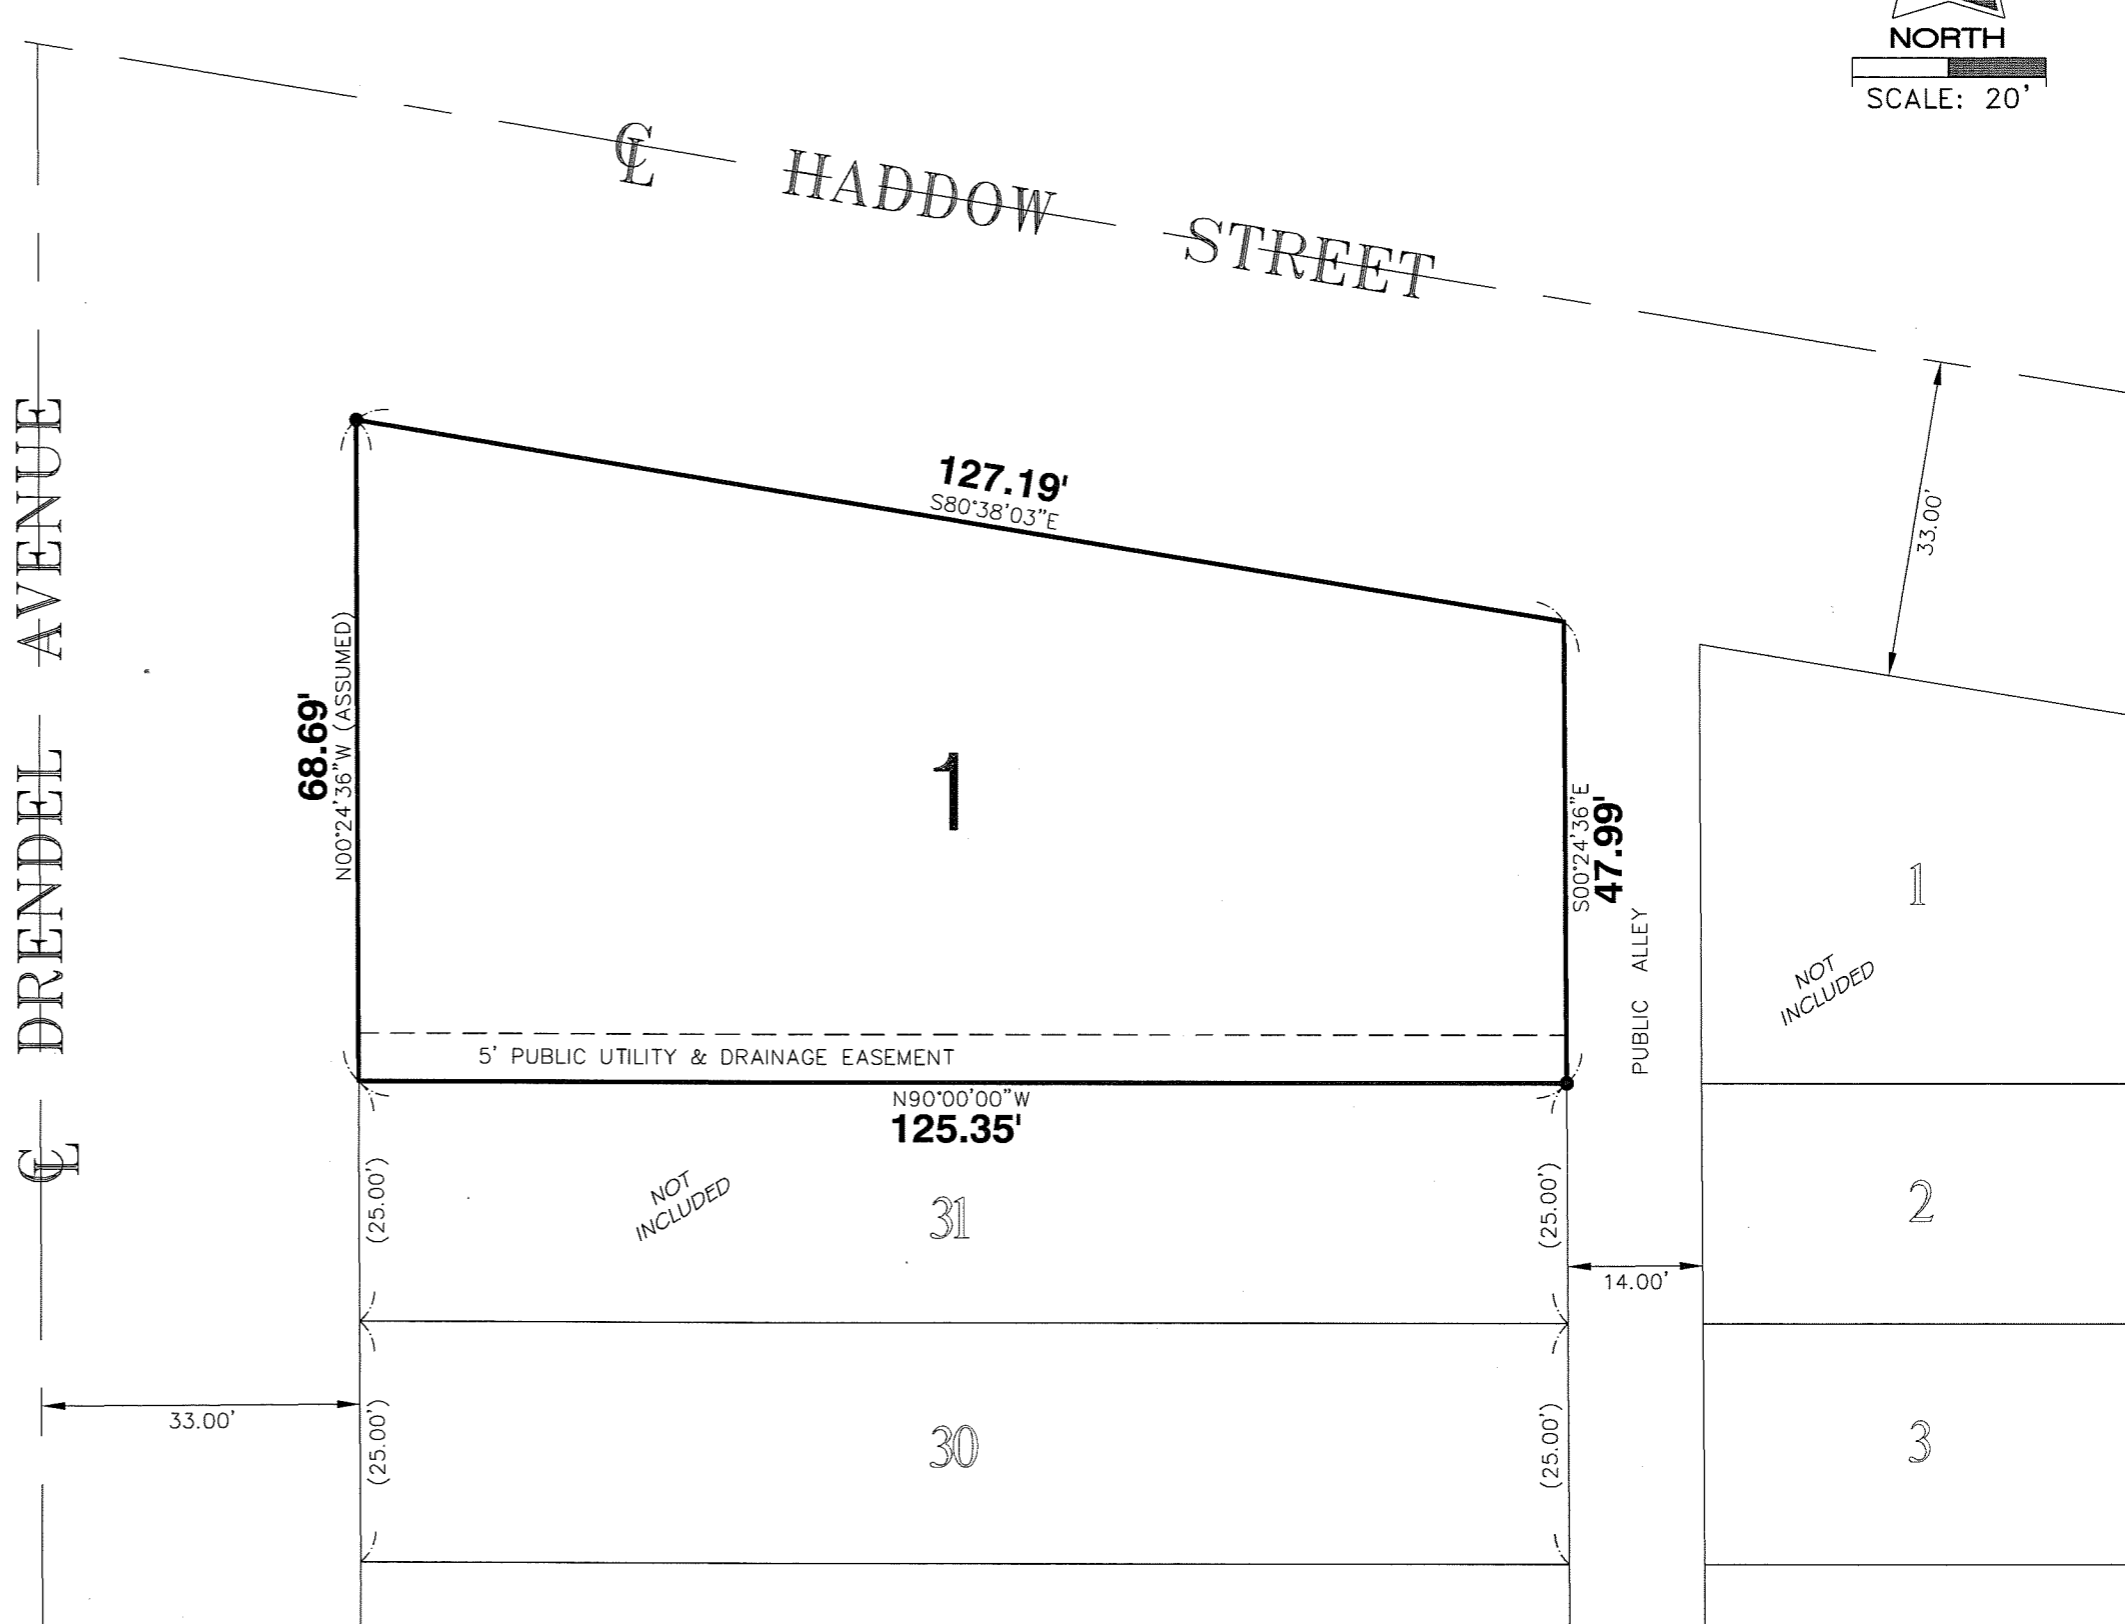 NORTH
SCALE: 20'
℄ HADDOW STREET
℄ DRENDEL AVENUE
127.19'
S80°38'03"E
33.00'
68.69'
N00°24'36"W (ASSUMED)
1
S00°24'36"E
47.99'
PUBLIC ALLEY
1
NOT
INCLUDED
5' PUBLIC UTILITY & DRAINAGE EASEMENT
N90°00'00"W
125.35'
(25.00')
NOT
INCLUDED
31
(25.00')
14.00'
2
33.00'
(25.00')
30
(25.00')
3